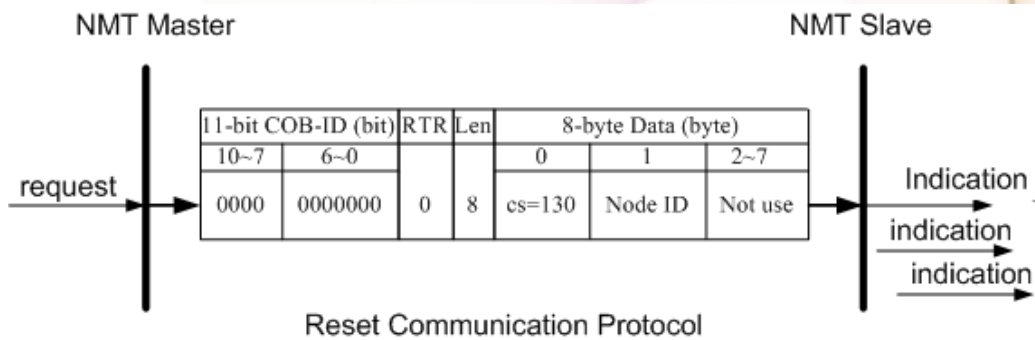 NMT Master
NMT Slave
11-bit COB-ID (bit) RTR Len 8-byte Data (byte)
10~7 6~0 0 1 2~7
request
0000 0000000 0 8 cs=130 Node ID Not use
Indication
indication
indication
Reset Communication Protocol